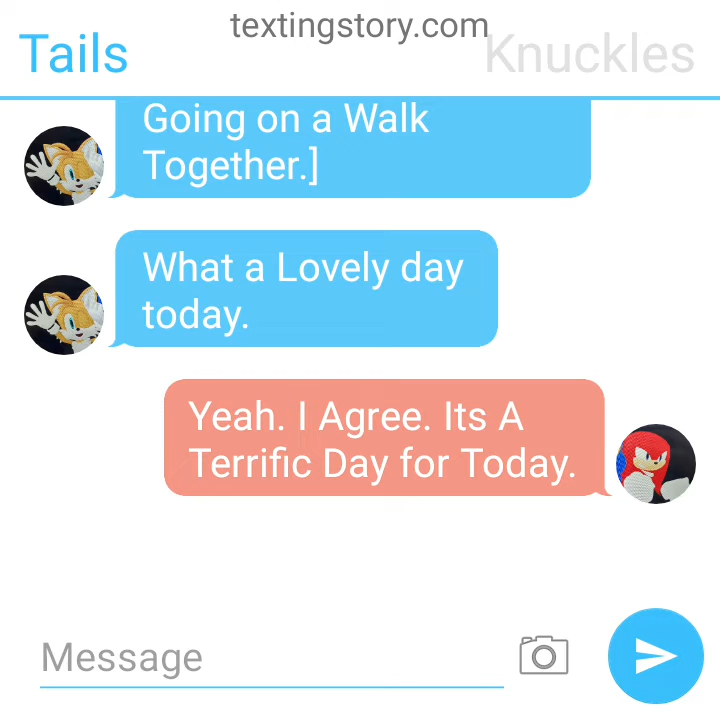 textingstory.com
Tails
Knuckles
Going on a Walk
Together.]
What a Lovely day
today.
Yeah. I Agree. Its A
Terrific Day for Today.
Message